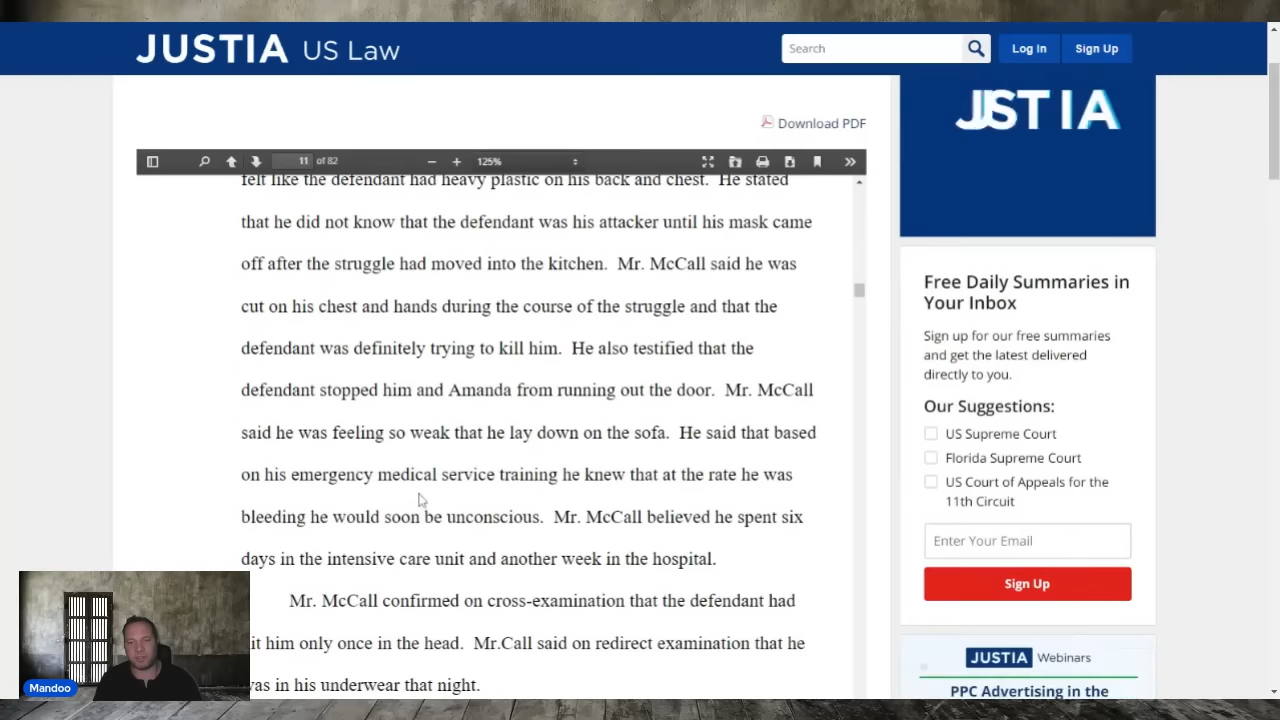 JUSTIA US Law
Search
Log In
Sign Up
Download PDF
11 of 82
125%
felt like the defendant had heavy plastic on his back and chest. He stated
that he did not know that the defendant was his attacker until his mask came
off after the struggle had moved into the kitchen. Mr. McCall said he was
cut on his chest and hands during the course of the struggle and that the
defendant was definitely trying to kill him. He also testified that the
defendant stopped him and Amanda from running out the door. Mr. McCall
said he was feeling so weak that he lay down on the sofa. He said that based
on his emergency medical service training he knew that at the rate he was
bleeding he would soon be unconscious. Mr. McCall believed he spent six
days in the intensive care unit and another week in the hospital.
Mr. McCall confirmed on cross-examination that the defendant had
it him only once in the head. Mr.Call said on redirect examination that he
was in his underwear that night.
Mandoo
JUSTIA
Free Daily Summaries in
Your Inbox
Sign up for our free summaries
and get the latest delivered
directly to you.
Our Suggestions:
US Supreme Court
Florida Supreme Court
US Court of Appeals for the
11th Circuit
Enter Your Email
Sign Up
JUSTIA Webinars
PPC Advertising in the